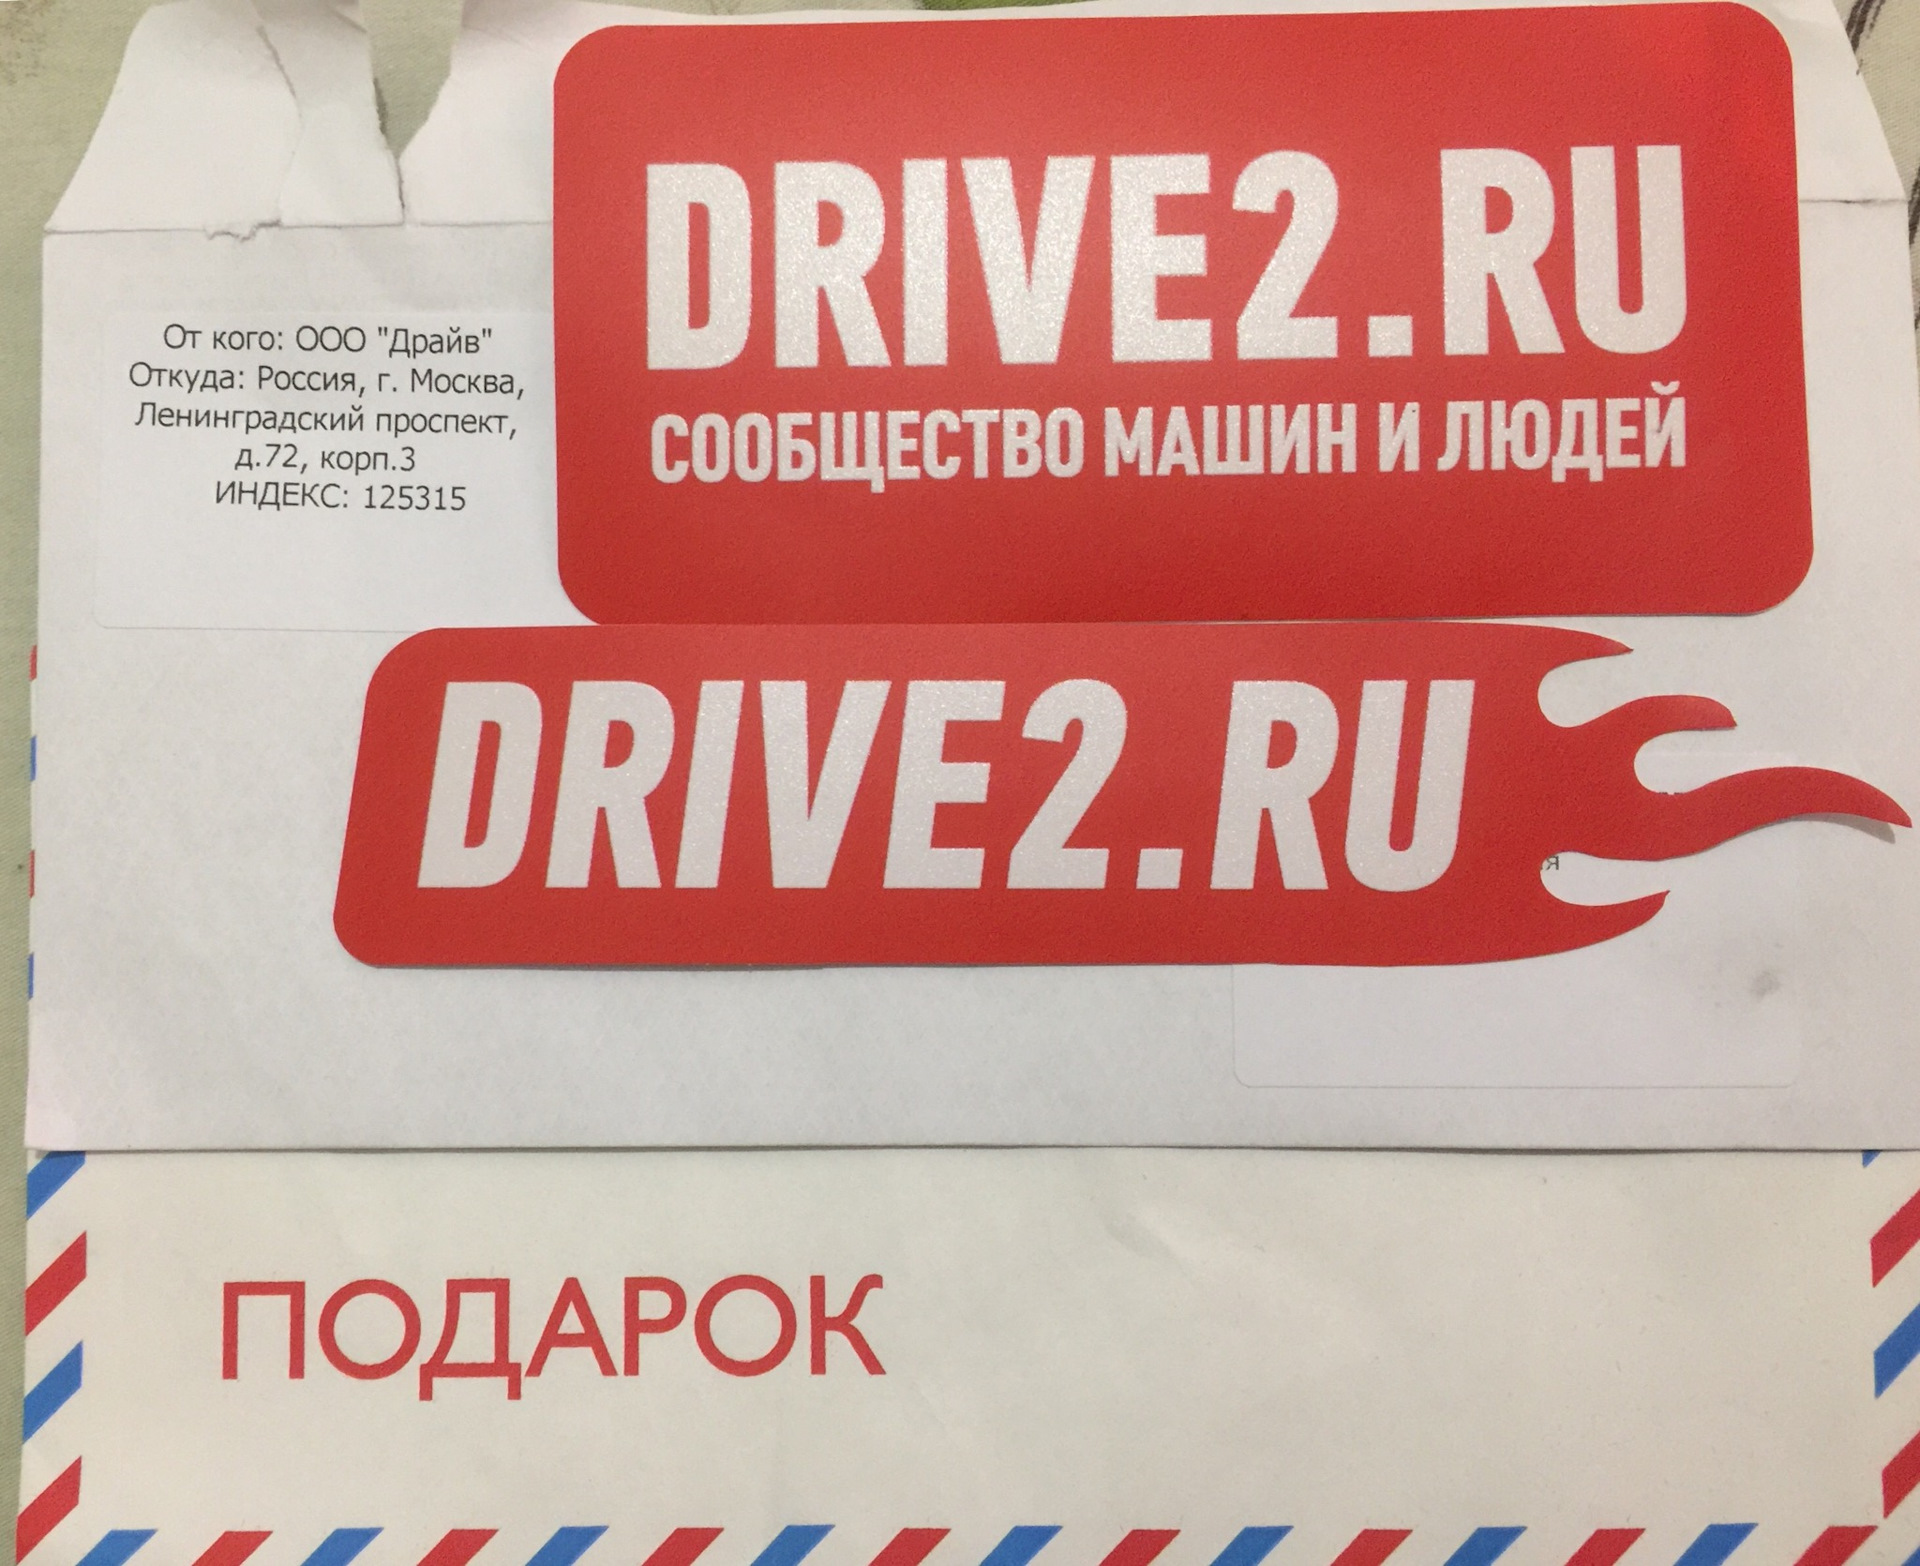 DRIVE2.RU
СООБЩЕСТВО МАШИН И ЛЮДЕЙ
От кого: ООО "Драйв"
Откуда: Россия, г. Москва,
Ленинградский проспект,
д.72, корп.3
ИНДЕКС: 125315
DRIVE2.RU
я
ПОДАРОК